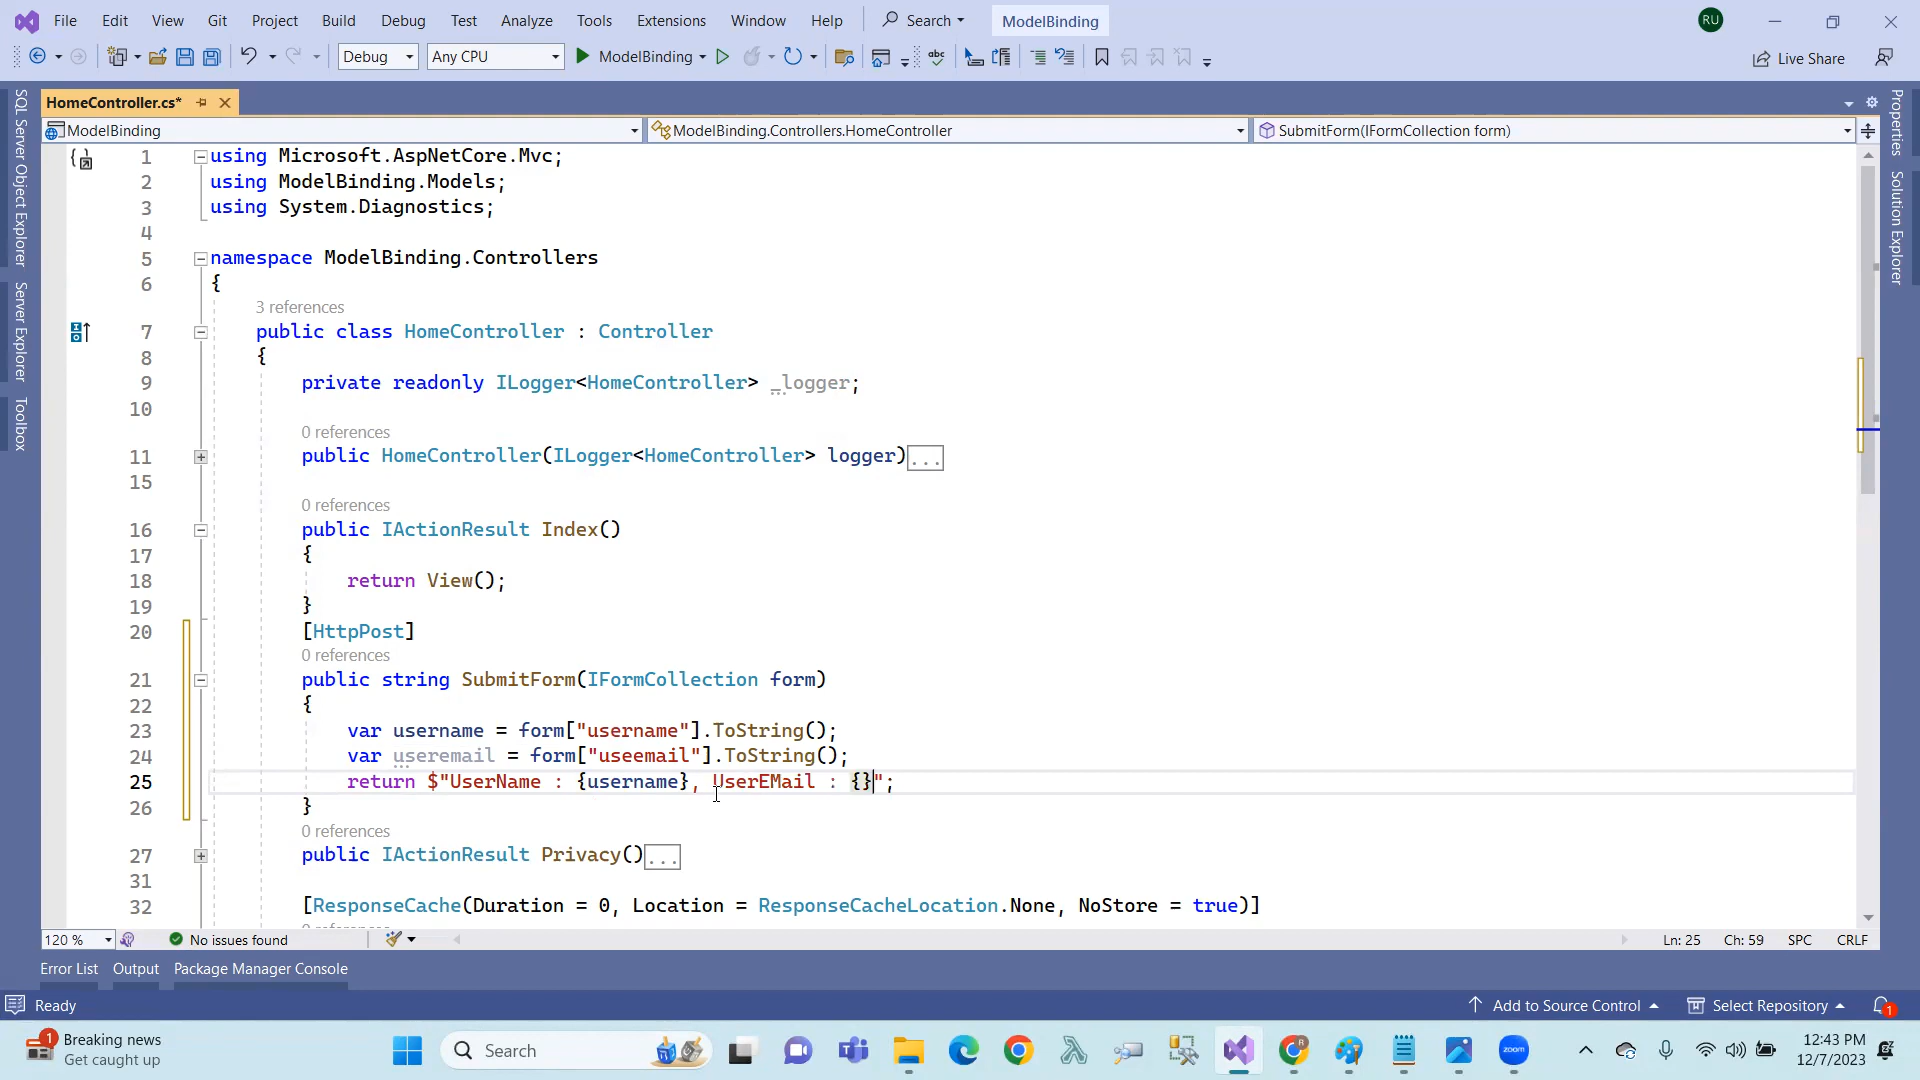 File Edit View Git Project Build Debug Test Analyze Tools Extensions Window Help Search ModelBinding RU
Debug Any CPU ModelBinding Live Share
HomeController.cs*
ModelBinding ModelBinding.Controllers.HomeController SubmitForm(IFormCollection form)
SQL Server Object Explorer
Server Explorer
Toolbox
Properties
Solution Explorer
1 using Microsoft.AspNetCore.Mvc;
2 using ModelBinding.Models;
3 using System.Diagnostics;
4
5 namespace ModelBinding.Controllers
6 {
3 references
7 public class HomeController : Controller
8 {
9 private readonly ILogger<HomeController> _logger;
10
0 references
11 public HomeController(ILogger<HomeController> logger)...
15
0 references
16 public IActionResult Index()
17 {
18 return View();
19 }
20 [HttpPost]
0 references
21 public string SubmitForm(IFormCollection form)
22 {
23 var username = form["username"].ToString();
24 var useremail = form["useemail"].ToString();
25 return $"UserName : {username}, UserEMail : {}";
26 }
0 references
27 public IActionResult Privacy()...
31
32 [ResponseCache(Duration = 0, Location = ResponseCacheLocation.None, NoStore = true)]
120 % No issues found Ln: 25 Ch: 59 SPC CRLF
Error List Output Package Manager Console
Ready Add to Source Control Select Repository 1
1 Breaking news
Get caught up
Search
zoom
12:43 PM
12/7/2023